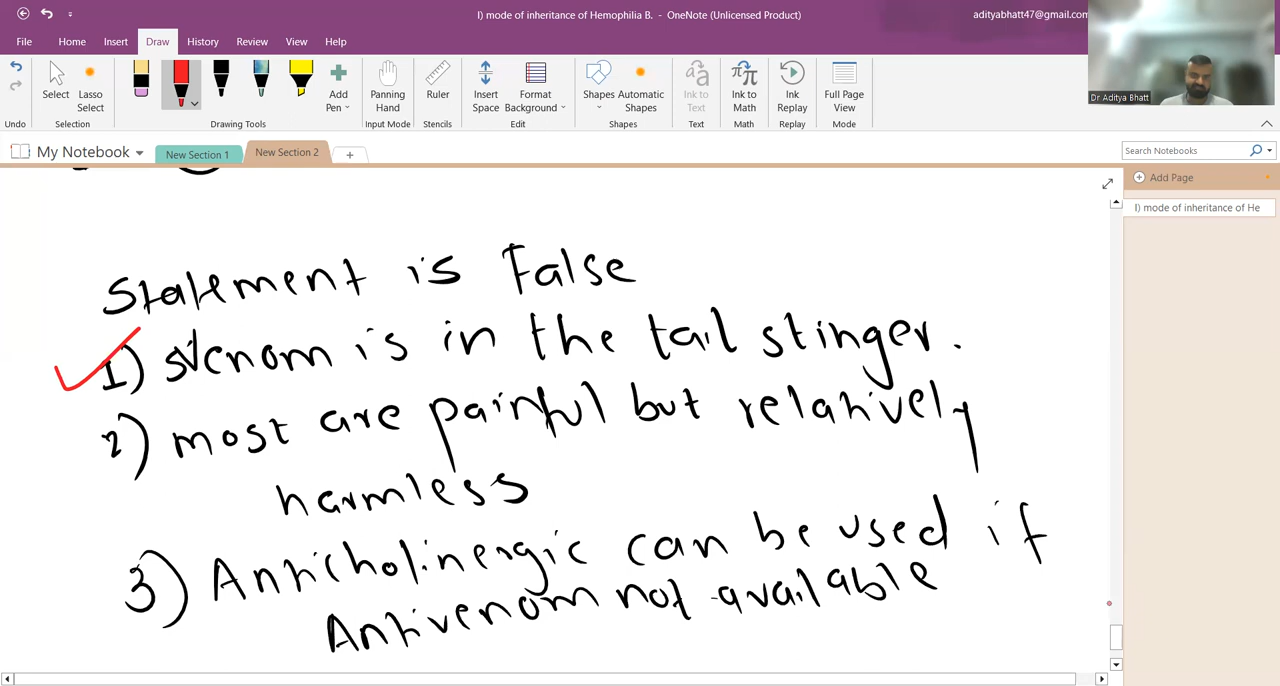 I) mode of inheritance of Hemophilia B. - OneNote (Unlicensed Product)
adityabhatt47@gmail.com
File Home Insert Draw History Review View Help
Undo
Select
Lasso Select
Selection
Add Pen
Drawing Tools
Panning Hand
Input Mode
Ruler
Stencils
Insert Space
Format Background
Edit
Shapes
Automatic Shapes
Shapes
Ink to Text
Text
Ink to Math
Math
Ink Replay
Replay
Full Page View
Mode
Dr Aditya Bhatt
My Notebook
New Section 1
New Section 2
Search Notebooks
Add Page
I) mode of inheritance of He
Statement is False
1) venom is in the tail stinger.
2) most are painful but relatively
harmless
3) Anticholinergic can be used if
Antivenom not available